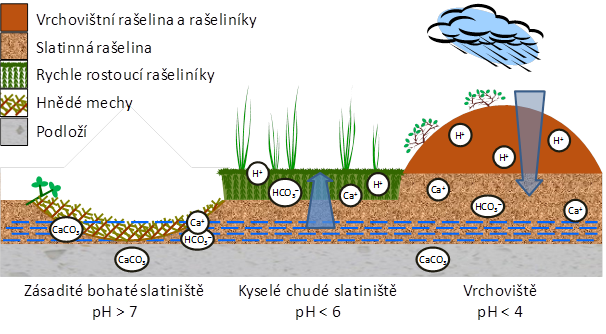 Vrchovištní rašelina a rašeliníky
Slatinná rašelina
Rychle rostoucí rašeliníky
Hnědé mechy
Podloží
H⁺
H⁺
H⁺
H⁺
H⁺
HCO₃⁻
Ca⁺
Ca⁺
HCO₃⁻
Ca⁺
CaCO₃
Ca⁺
HCO₃⁻
CaCO₃
CaCO₃
Zásadité bohaté slatiniště
pH > 7
Kyselé chudé slatiniště
pH < 6
Vrchoviště
pH < 4